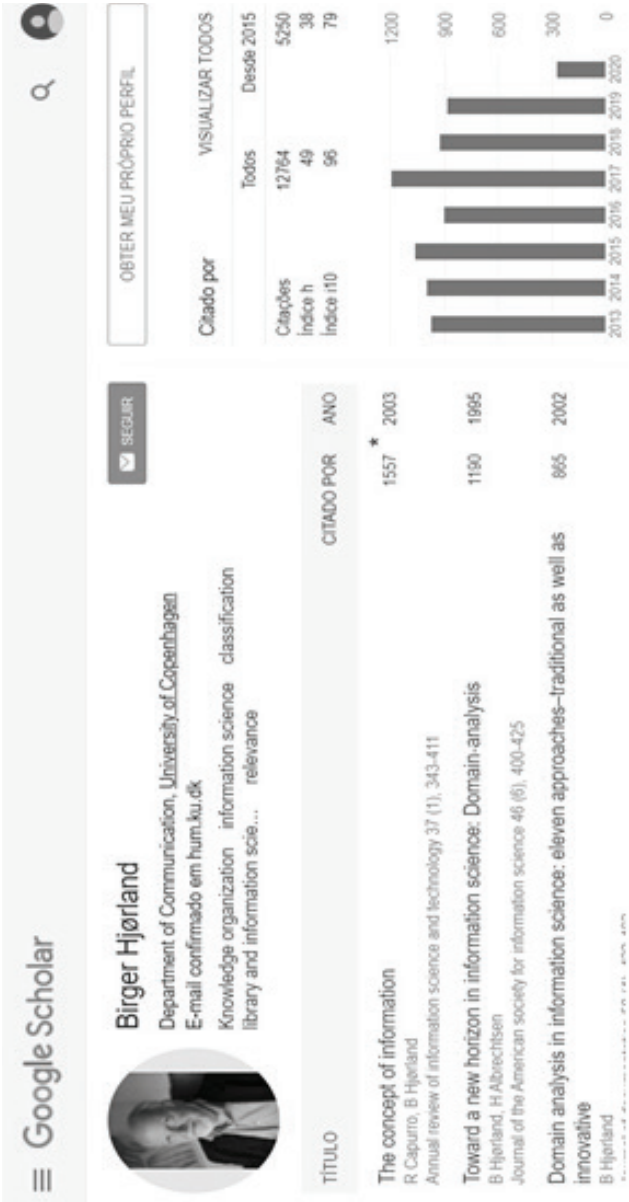 Google Scholar
Birger Hjørland
SEGUIR
Department of Communication, University of Copenhagen
E-mail confirmado em hum.ku.dk
Knowledge organization information science classification
library and information scie... relevance
OBTER MEU PRÓPRIO PERFIL
TÍTULO CITADO POR ANO
The concept of information 1557 * 2003
R Capurro, B Hjørland
Annual review of information science and technology 37 (1), 343-411
Toward a new horizon in information science: Domain-analysis 1190 1995
B Hjørland, H Albrechtsen
Journal of the American society for information science 46 (6), 400-425
Domain analysis in information science: eleven approaches–traditional as well as 865 2002
innovative
B Hjørland
Citado por VISUALIZAR TODOS
Todos Desde 2015
Citações 12764 5250
Índice h 49 38
Índice i10 96 79
1200
900
600
300
0
2013 2014 2015 2016 2017 2018 2019 2020